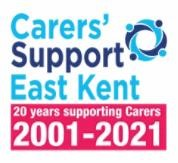 Carers'
Support
East Kent
20 years supporting Carers
2001-2021